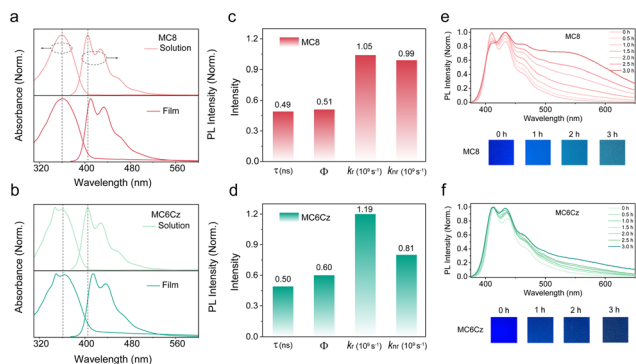 a
MC8
Solution
Film
Absorbance (Norm.)
PL Intensity (Norm.)
320
400
480
560
Wavelength (nm)
b
MC6Cz
Solution
Film
Absorbance (Norm.)
PL Intensity (Norm.)
320
400
480
560
Wavelength (nm)
c
MC8
Intensity
1.2
0.9
0.6
0.3
0.0
0.49
0.51
1.05
0.99
τ (ns)
Φ
kr (10⁹ s⁻¹)
knr (10⁹ s⁻¹)
d
MC6Cz
Intensity
1.2
0.9
0.6
0.3
0.0
0.50
0.60
1.19
0.81
τ (ns)
Φ
kr (10⁹ s⁻¹)
knr (10⁹ s⁻¹)
e
MC8
PL Intensity (Norm.)
1.0
0.8
0.6
0.4
0.2
0.0
0 h
0.5 h
1.0 h
1.5 h
2.0 h
2.5 h
3.0 h
400
500
600
Wavelength (nm)
0 h 1 h 2 h 3 h
MC8
f
MC6Cz
PL Intensity (Norm.)
1.0
0.8
0.6
0.4
0.2
0.0
0 h
0.5 h
1.0 h
1.5 h
2.0 h
2.5 h
3.0 h
400
500
600
Wavelength (nm)
0 h 1 h 2 h 3 h
MC6Cz